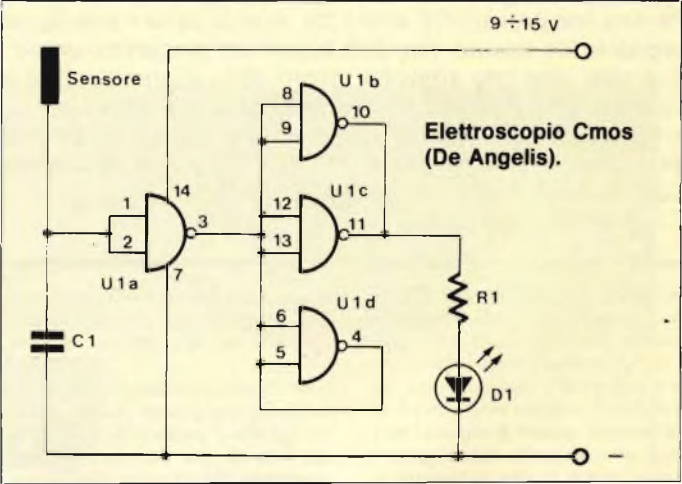 9 ÷15 V
Sensore
U1b
8
10
9
Elettroscopio Cmos
(De Angelis).
14
U1c
1
12
3
11
2
13
7
U1a
U1d
R1
6
4
C1
5
D1
–